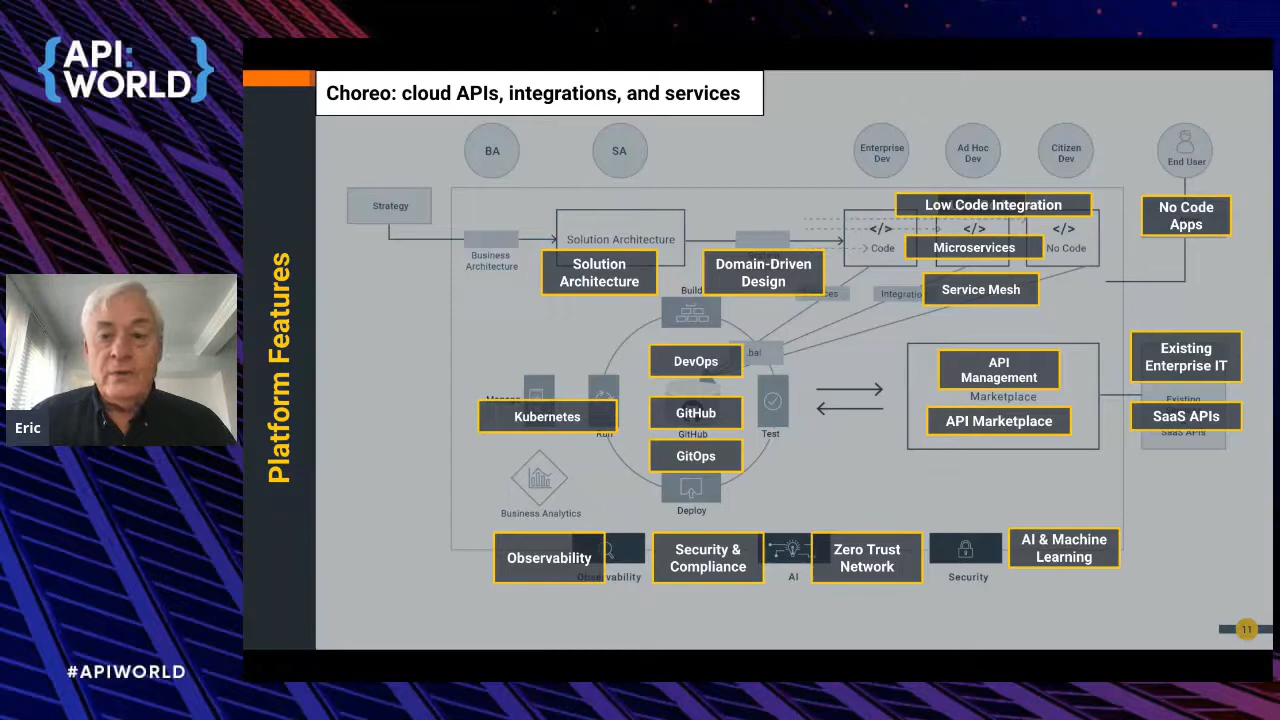 API:
WORLD
Choreo: cloud APIs, integrations, and services
BA
SA
Enterprise
Dev
Ad Hoc
Dev
Citizen
Dev
End User
Strategy
Low Code Integration
No Code
Apps
Solution Architecture
Code
Microservices
No Code
Business
Architecture
Solution
Architecture
Domain-Driven
Design
Service Mesh
Build
Platform Features
DevOps
API
Management
Marketplace
API Marketplace
Existing
Enterprise IT
Existing
SaaS APIs
SaaS APIs
Kubernetes
GitHub
GitHub
Run
Test
GitOps
Eric
Business Analytics
Deploy
Observability
Security &
Compliance
Zero Trust
Network
AI & Machine
Learning
Observability
AI
Security
11
#APIWORLD